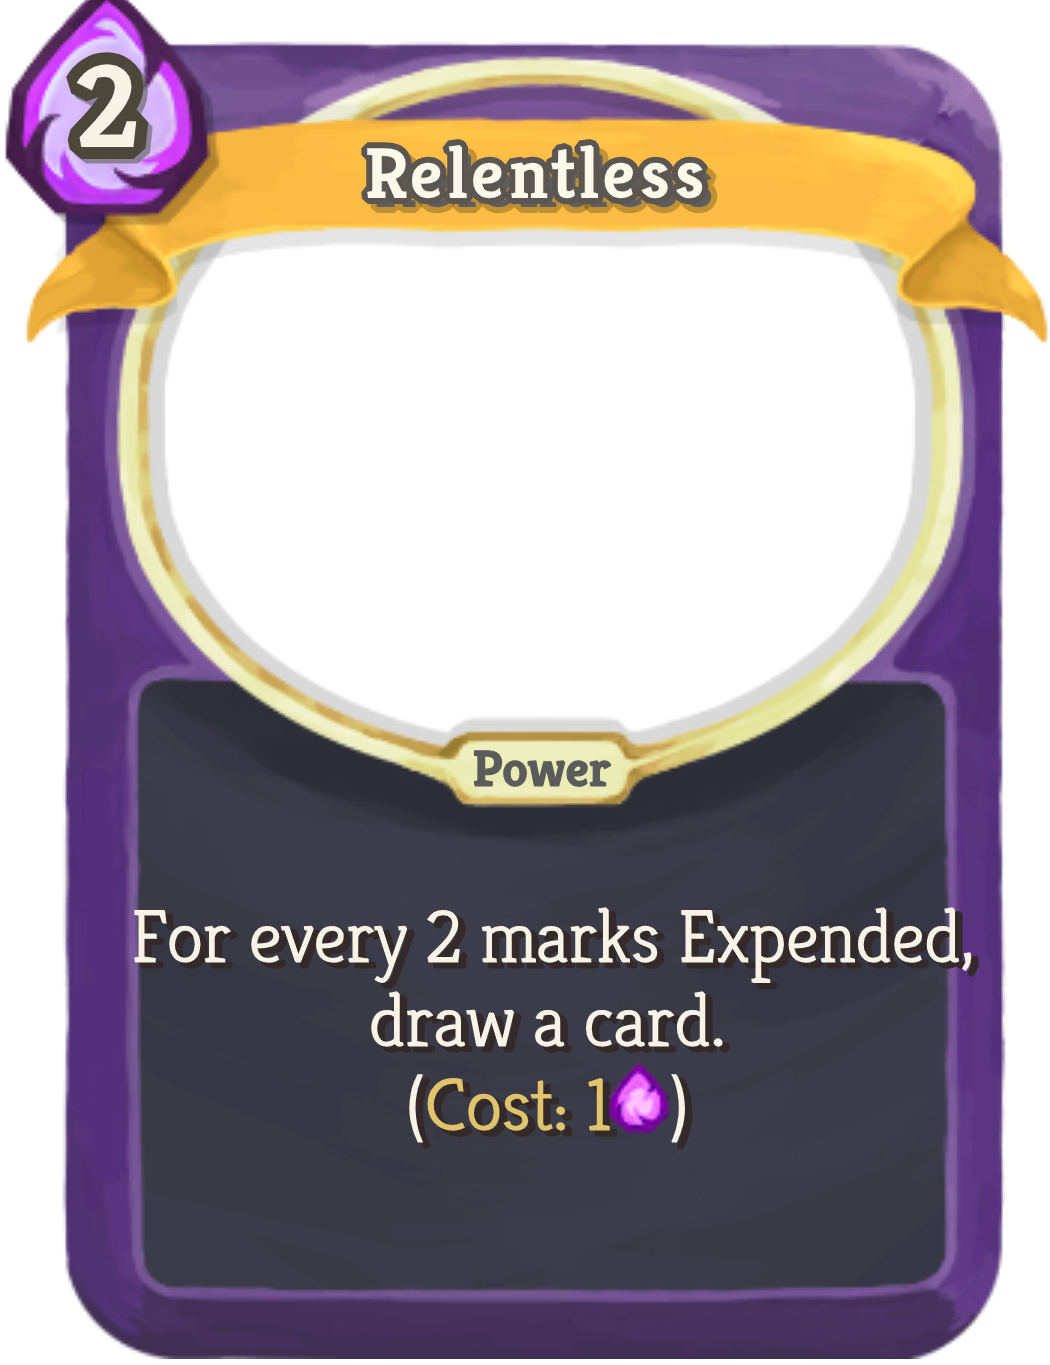 2
Relentless
Power
For every 2 marks Expended,
draw a card.
(Cost: 1)